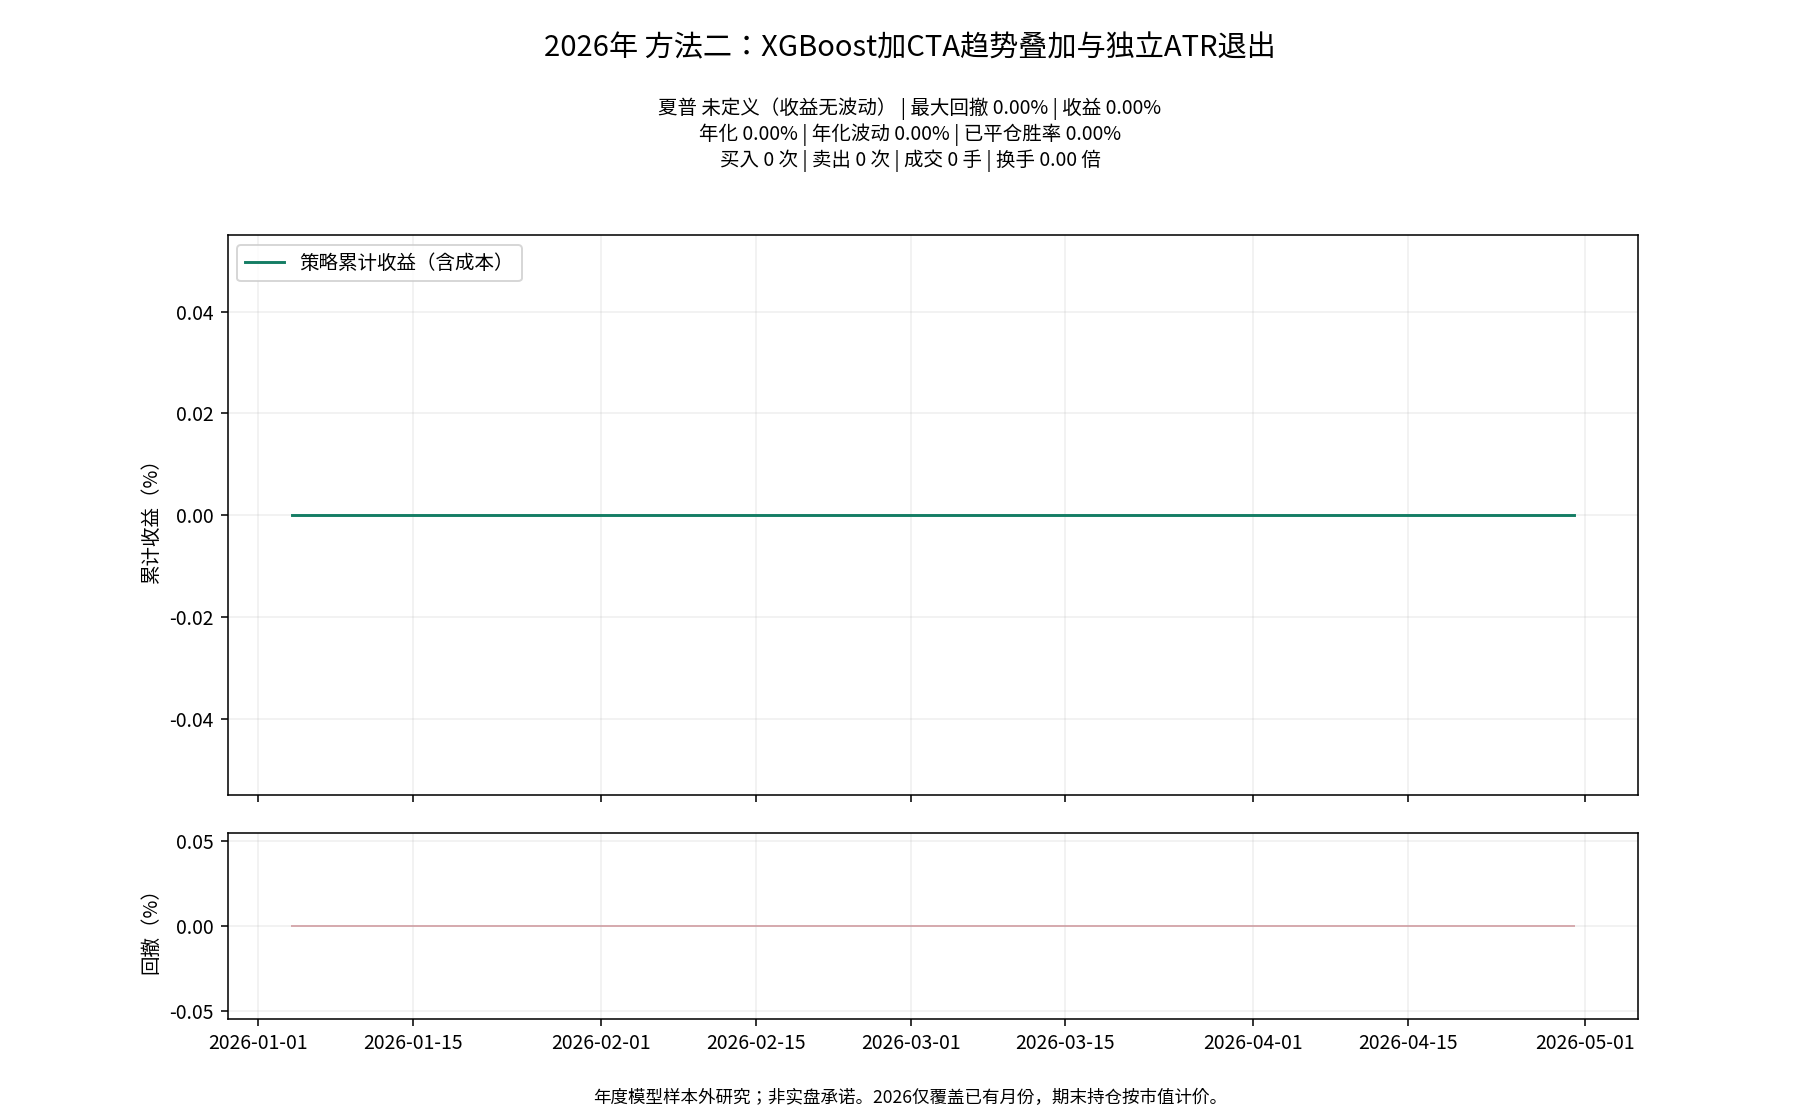 2026年 方法二：XGBoost加CTA趋势叠加与独立ATR退出
夏普 未定义（收益无波动） | 最大回撤 0.00% | 收益 0.00%
年化 0.00% | 年化波动 0.00% | 已平仓胜率 0.00%
买入 0 次 | 卖出 0 次 | 成交 0 手 | 换手 0.00 倍
策略累计收益（含成本）
累计收益（%）
0.04
0.02
0.00
-0.02
-0.04
回撤（%）
0.05
0.00
-0.05
2026-01-01 2026-01-15 2026-02-01 2026-02-15 2026-03-01 2026-03-15 2026-04-01 2026-04-15 2026-05-01
年度模型样本外研究；非实盘承诺。2026仅覆盖已有月份，期末持仓按市值计价。